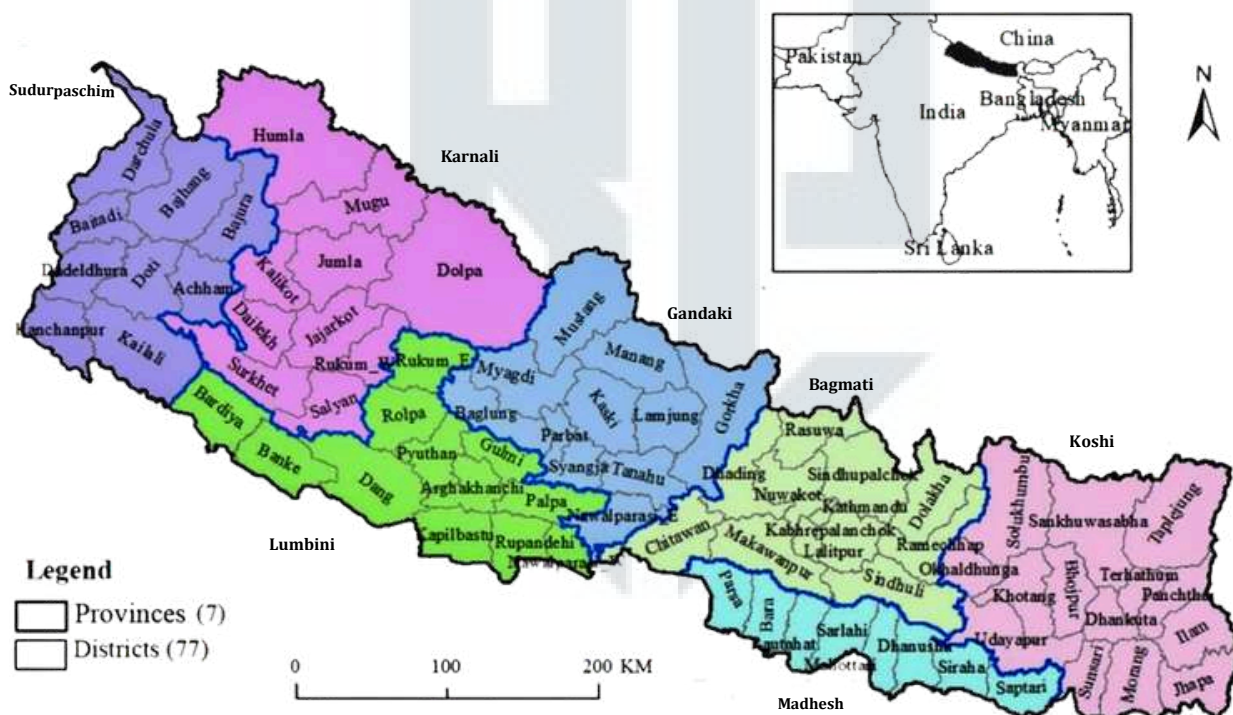 Sudurpaschim
Karnali
Gandaki
Bagmati
Koshi
Lumbini
Madhesh
Pakistan
China
India
Bangladesh
Myanmar
Sri Lanka
N
Humla
Darchula
Bajhang
Bajura
Baitadi
Dadeldhura
Doti
Achham
Kanchanpur
Kailali
Mugu
Jumla
Dolpa
Kalikot
Dailekh
Jajarkot
Surkhet
Salyan
Rukum_E
Rolpa
Bardiya
Banke
Dang
Pyuthan
Gulmi
Arghakhanchi
Palpa
Kapilbastu
Rupandehi
Mustang
Manang
Myagdi
Baglung
Parbat
Kaski
Lamjung
Gorkha
Syangja
Tanahu
Nawalparasi_E
Rasuwa
Dhading
Nuwakot
Sindhupalchok
Kathmandu
Dolakha
Kabhrepalanchok
Lalitpur
Ramechhap
Chitawan
Makawanpur
Sindhuli
Solukhumbu
Sankhuwasabha
Taplejung
Okhaldhunga
Khotang
Bhojpur
Terhathum
Dhankuta
Ilam
Udayapur
Sunsari
Morang
Jhapa
Parsa
Bara
Sarlahi
Dhanusha
Siraha
Saptari
Legend
Provinces (7)
Districts (77)
0 100 200 KM